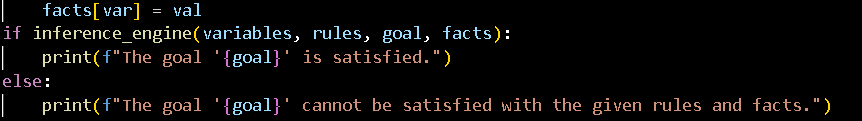 facts[var] = val
if inference_engine(variables, rules, goal, facts):
print(f"The goal '{goal}' is satisfied.")
else:
print(f"The goal '{goal}' cannot be satisfied with the given rules and facts.")